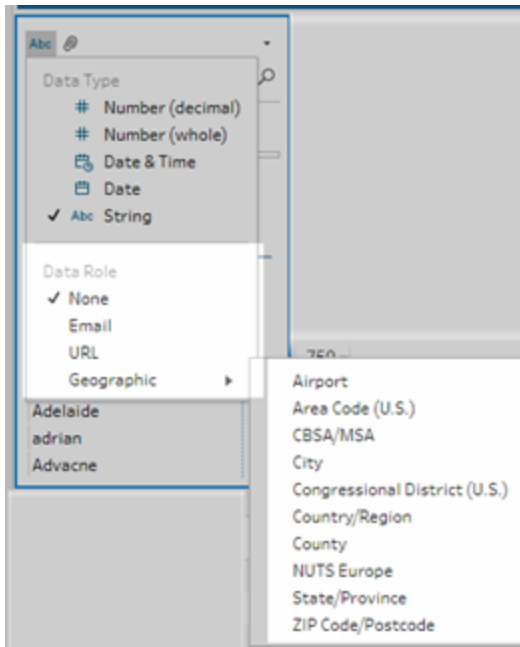 Abc
Data Type
# Number (decimal)
# Number (whole)
Date & Time
Date
✓ Abc String
Data Role
✓ None
Email
URL
Geographic
Adelaide
adrian
Advacne
Airport
Area Code (U.S.)
CBSA/MSA
City
Congressional District (U.S.)
Country/Region
County
NUTS Europe
State/Province
ZIP Code/Postcode